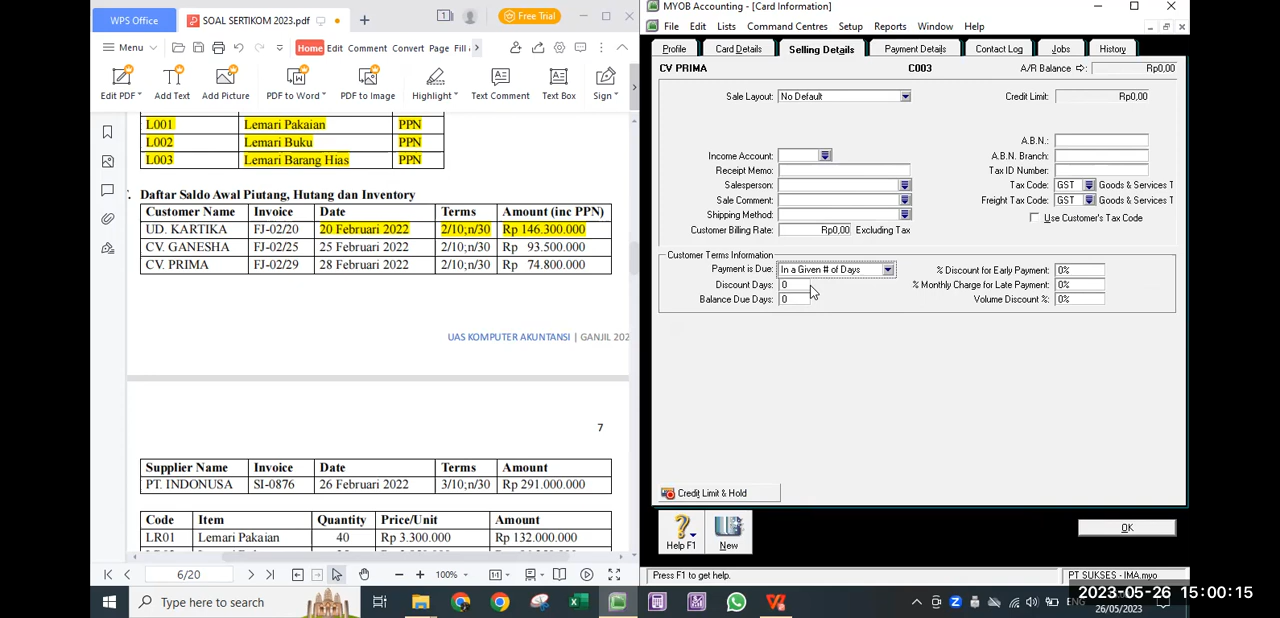 WPS Office
SOAL SERTIKOM 2023.pdf
Free Trial
Menu
Home Edit Comment Convert Page Fill
Edit PDF Add Text Add Picture PDF to Word PDF to Image Highlight Text Comment Text Box Sign
L001 Lemari Pakaian PPN
L002 Lemari Buku PPN
L003 Lemari Barang Hias PPN
Daftar Saldo Awal Piutang, Hutang dan Inventory
Customer Name Invoice Date Terms Amount (inc PPN)
UD. KARTIKA FJ-02/20 20 Februari 2022 2/10;n/30 Rp 146.300.000
CV. GANESHA FJ-02/25 25 Februari 2022 2/10;n/30 Rp 93.500.000
CV. PRIMA FJ-02/29 28 Februari 2022 2/10;n/30 Rp 74.800.000
UAS KOMPUTER AKUNTANSI | GANJIL 202
7
Supplier Name Invoice Date Terms Amount
PT. INDONUSA SI-0876 26 Februari 2022 3/10;n/30 Rp 291.000.000
Code Item Quantity Price/Unit Amount
LR01 Lemari Pakaian 40 Rp 3.300.000 Rp 132.000.000
6/20 100%
MYOB Accounting - [Card Information]
File Edit Lists Command Centres Setup Reports Window Help
Profile Card Details Selling Details Payment Details Contact Log Jobs History
CV PRIMA C003 A/R Balance Rp0,00
Sale Layout: No Default Credit Limit: Rp0,00
A.B.N.:
Income Account: A.B.N. Branch:
Receipt Memo: Tax ID Number:
Salesperson: Tax Code: GST Goods & Services T
Sale Comment: Freight Tax Code: GST Goods & Services T
Shipping Method: Use Customer's Tax Code
Customer Billing Rate: Rp0,00 Excluding Tax
Customer Terms Information
Payment is Due: In a Given # of Days % Discount for Early Payment: 0%
Discount Days: 0 % Monthly Charge for Late Payment: 0%
Balance Due Days: 0 Volume Discount %: 0%
Credit Limit & Hold
Help F1 New OK
Press F1 to get help. PT SUKSES - IMA.myo
Type here to search
ENG
26/05/2023
2023-05-26 15:00:15